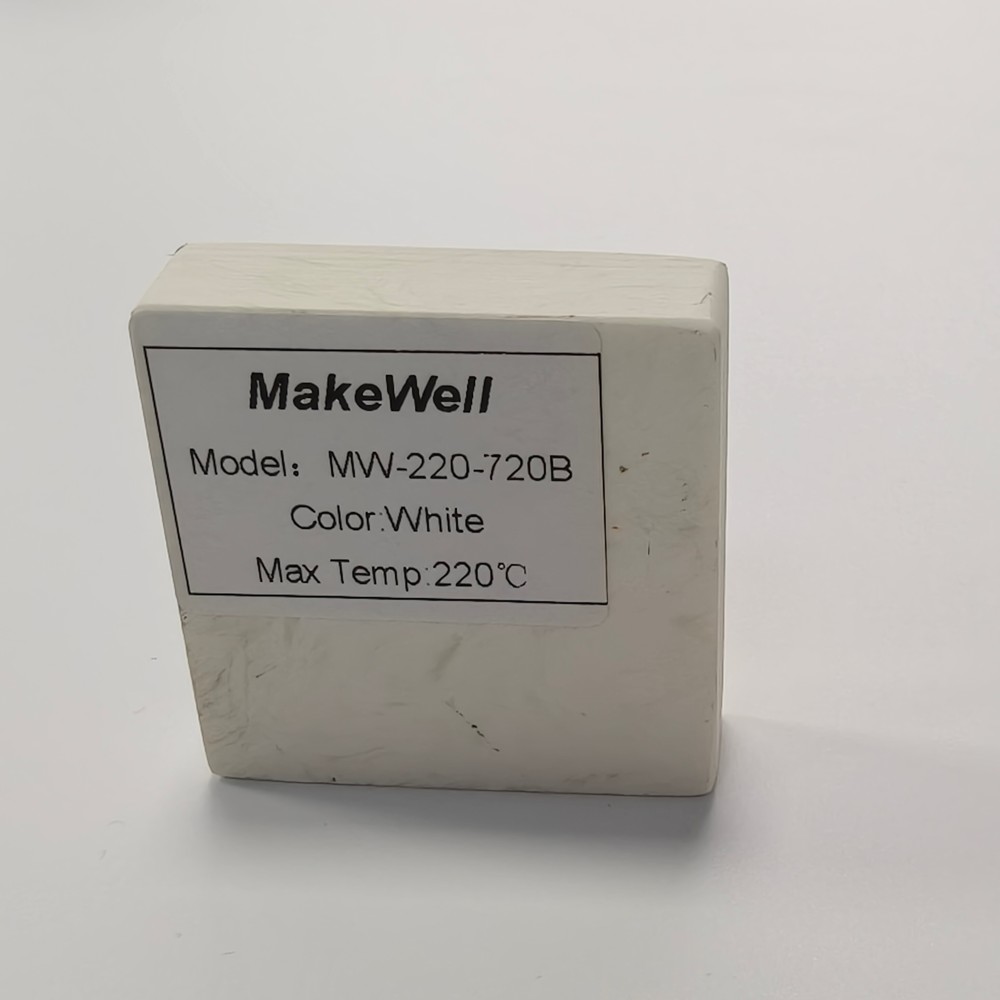 MakeWell
Model: MW-220-720B
Color:White
Max Temp:220℃